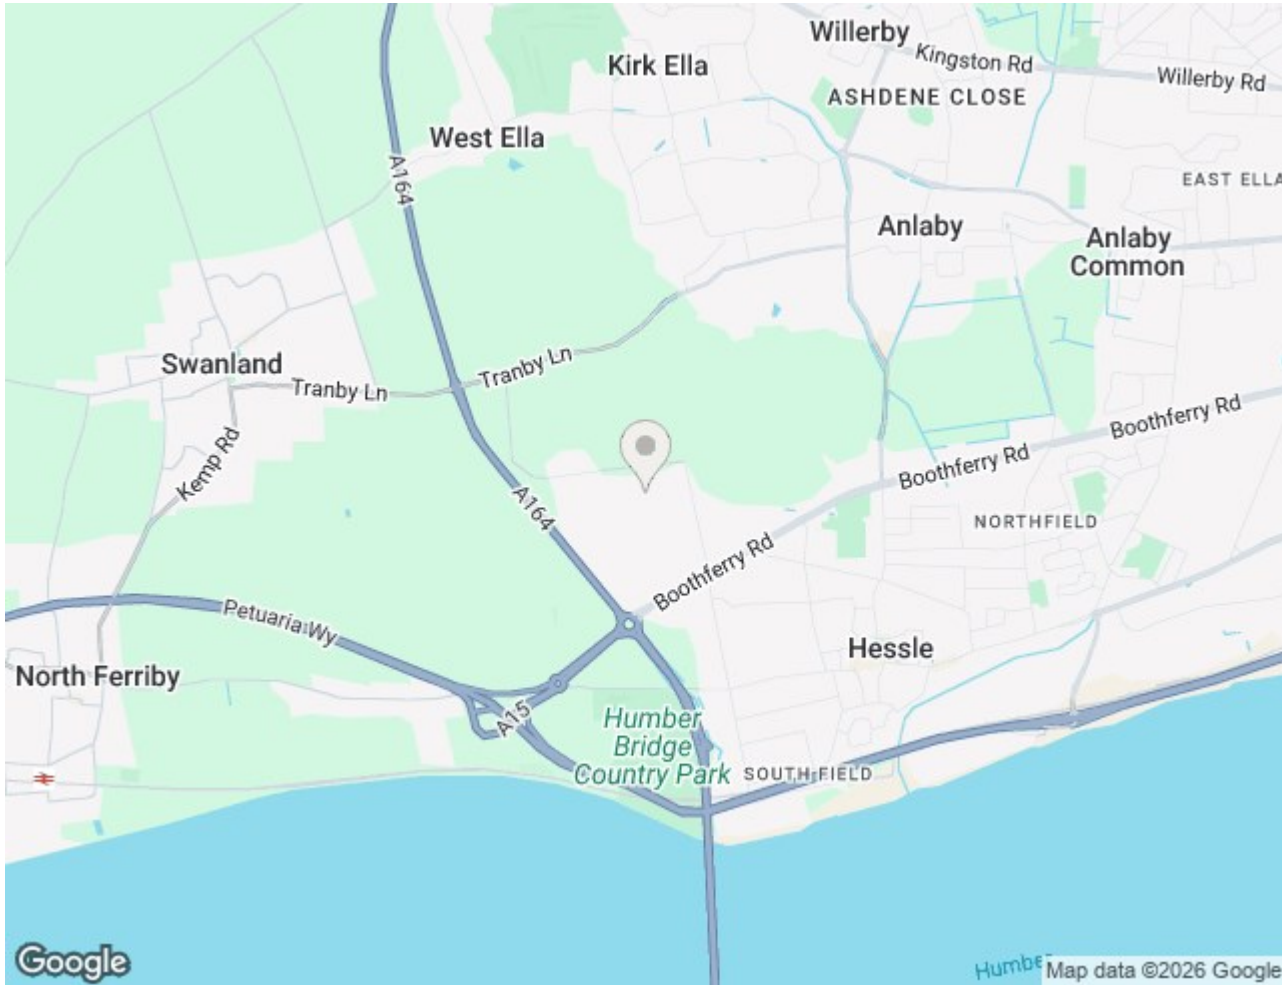 Willerby
Kingston Rd
Kirk Ella
Willerby Rd
ASHDENE CLOSE
West Ella
A164
EAST ELLA
Anlaby
Anlaby
Common
Swanland
Tranby Ln
Tranby Ln
Boothferry Rd
Kemp Rd
Boothferry Rd
A164
NORTHFIELD
Boothferry Rd
Petuaria Wy
Hessle
North Ferriby
A15
Humber
Bridge
Country Park
SOUTH FIELD
Google
Humber
Map data ©2026 Google